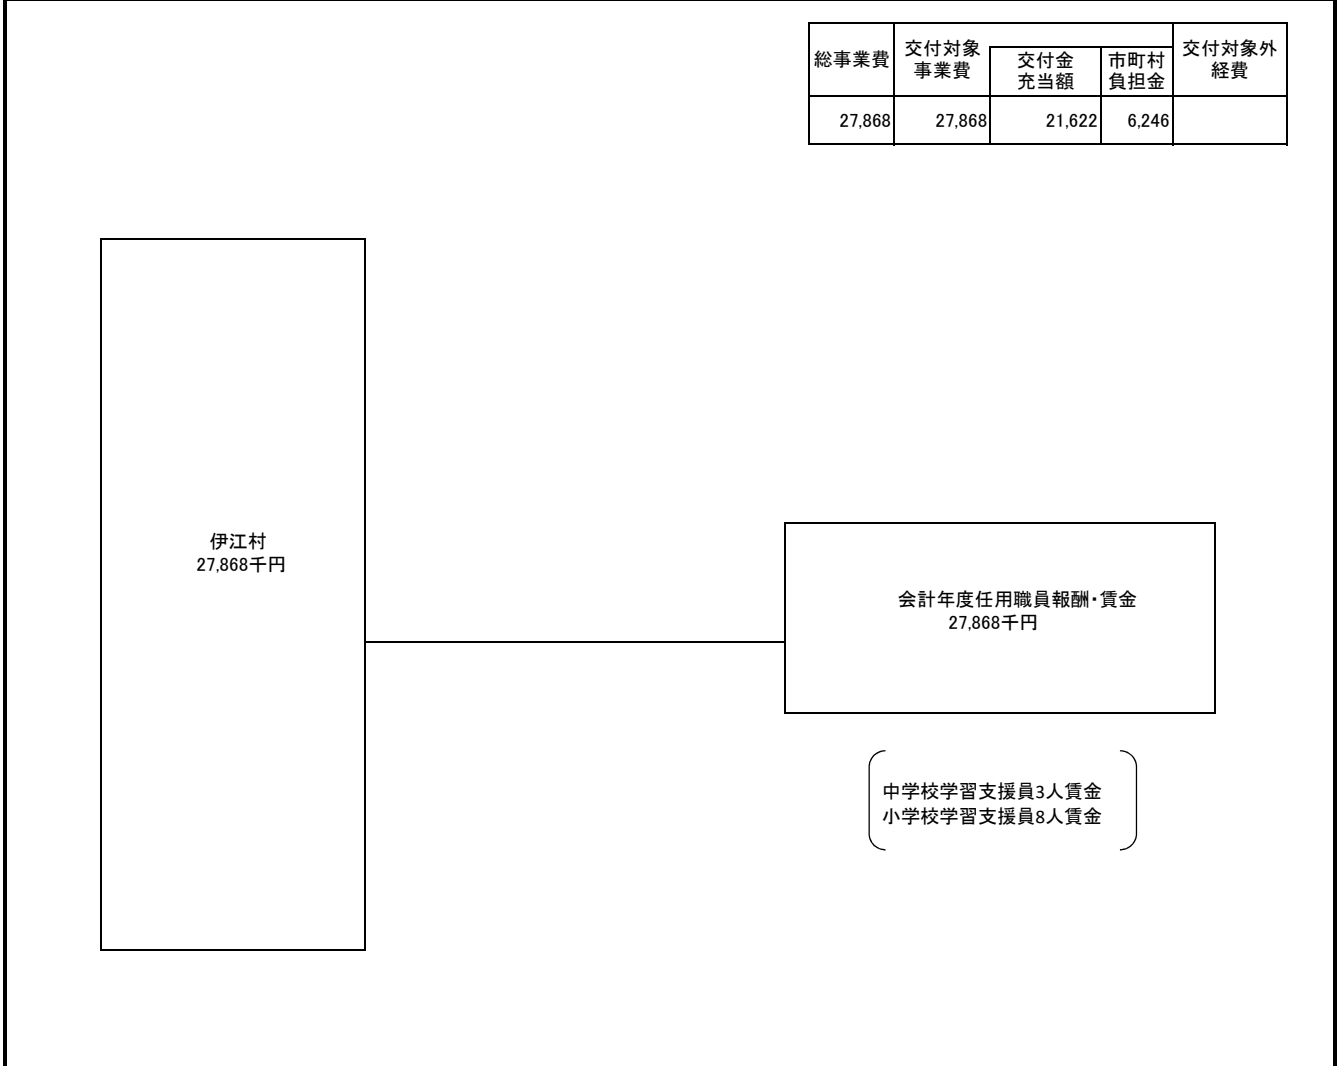 総事業費
交付対象
事業費
交付金
充当額
市町村
負担金
交付対象外
経費
27,868
27,868
21,622
6,246
伊江村
27,868千円
会計年度任用職員報酬・賃金
27,868千円
中学校学習支援員3人賃金
小学校学習支援員8人賃金